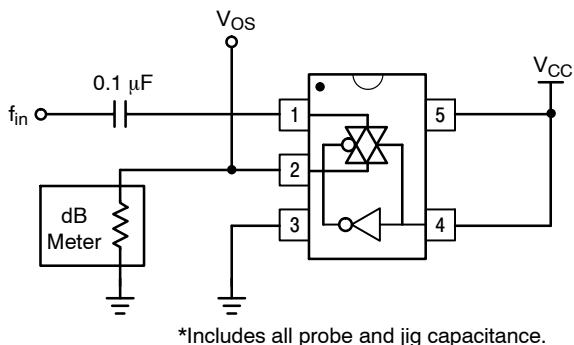 V_OS
0.1 μF
V_CC
f_in
1
5
2
dB
Meter
3
4
*Includes all probe and jig capacitance.